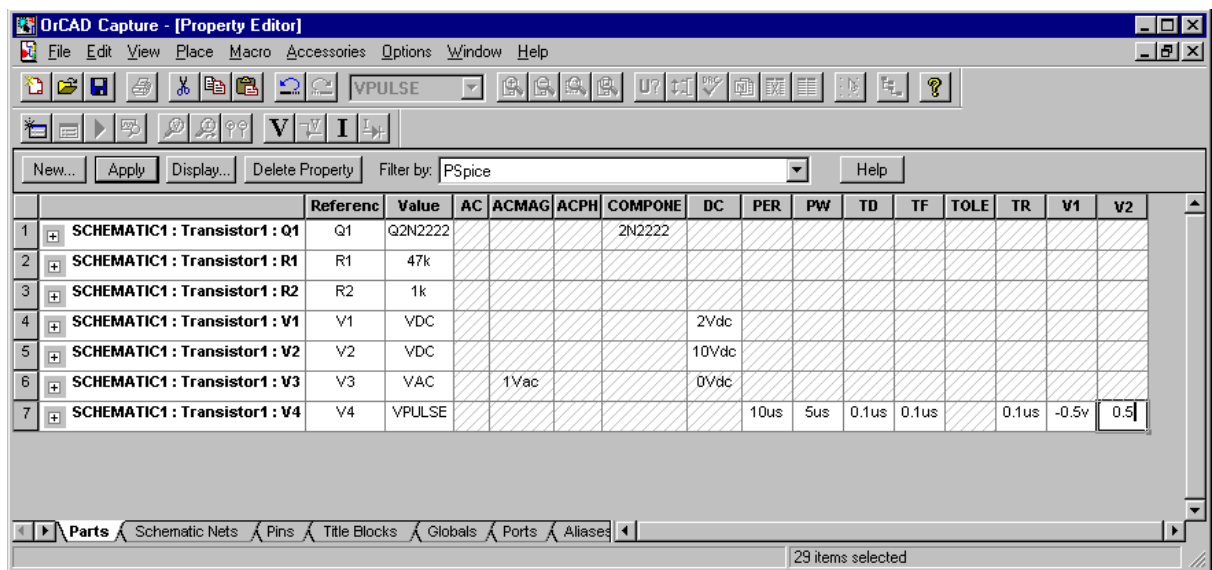 OrCAD Capture - [Property Editor]
File Edit View Place Macro Accessories Options Window Help
VPULSE U?
V V I I
New... Apply Display... Delete Property Filter by: PSpice Help
Referenc Value AC ACMAG ACPH COMPONE DC PER PW TD TF TOLE TR V1 V2
1 SCHEMATIC1 : Transistor1 : Q1 Q1 Q2N2222 2N2222
2 SCHEMATIC1 : Transistor1 : R1 R1 47k
3 SCHEMATIC1 : Transistor1 : R2 R2 1k
4 SCHEMATIC1 : Transistor1 : V1 V1 VDC 2Vdc
5 SCHEMATIC1 : Transistor1 : V2 V2 VDC 10Vdc
6 SCHEMATIC1 : Transistor1 : V3 V3 VAC 1Vac 0Vdc
7 SCHEMATIC1 : Transistor1 : V4 V4 VPULSE 10us 5us 0.1us 0.1us 0.1us -0.5v 0.5
Parts Schematic Nets Pins Title Blocks Globals Ports Aliases
29 items selected